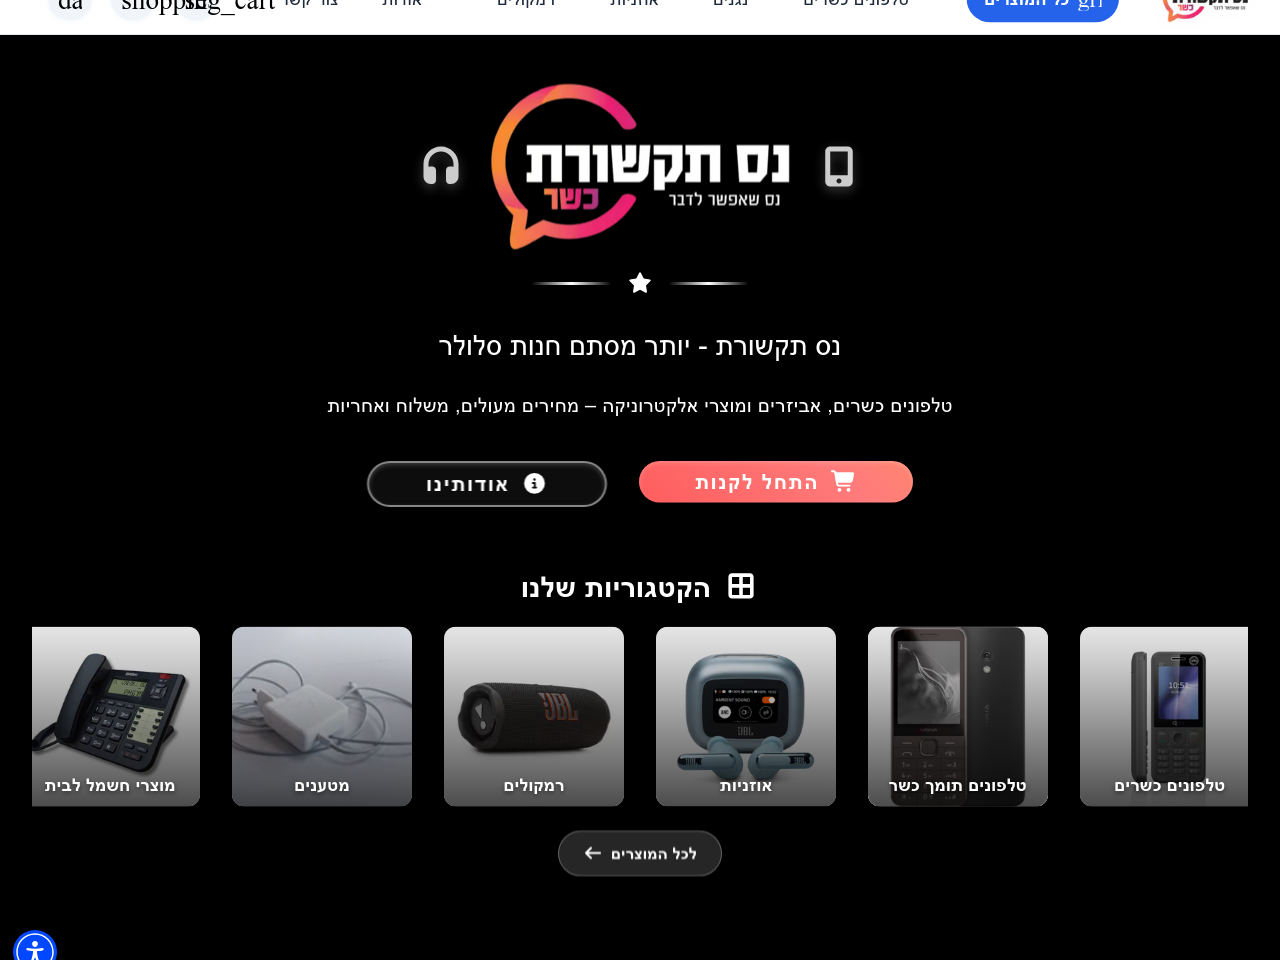 כל המוצרים
טלפונים כשרים
נגנים
אוזניות
רמקולים
אודות
צור קשר
shopping_cart
da
נס תקשורת
כשר
נס שאפשר לדבר
נס תקשורת - יותר מסתם חנות סלולר
טלפונים כשרים, אביזרים ומוצרי אלקטרוניקה – מחירים מעולים, משלוח ואחריות
התחל לקנות
אודותינו
הקטגוריות שלנו
טלפונים כשרים
טלפונים תומך כשר
אוזניות
רמקולים
מטענים
מוצרי חשמל לבית
לכל המוצרים